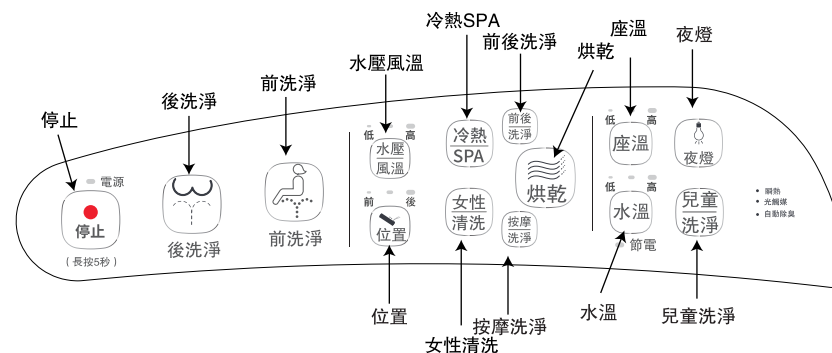 冷熱SPA
座溫
前後洗淨
夜燈
烘乾
水壓風溫
前洗淨
後洗淨
停止
低 高
水壓
風溫
冷熱
SPA
前後
洗淨
低 高
座溫
夜燈
電源
停止
(長按5秒)
後洗淨
前洗淨
前 後
位置
女性
清洗
烘乾
按摩
洗淨
低 高
水溫
節電
兒童
洗淨
• 瞬熱
• 光觸媒
• 自動除臭
位置
女性清洗
按摩洗淨
水溫
兒童洗淨